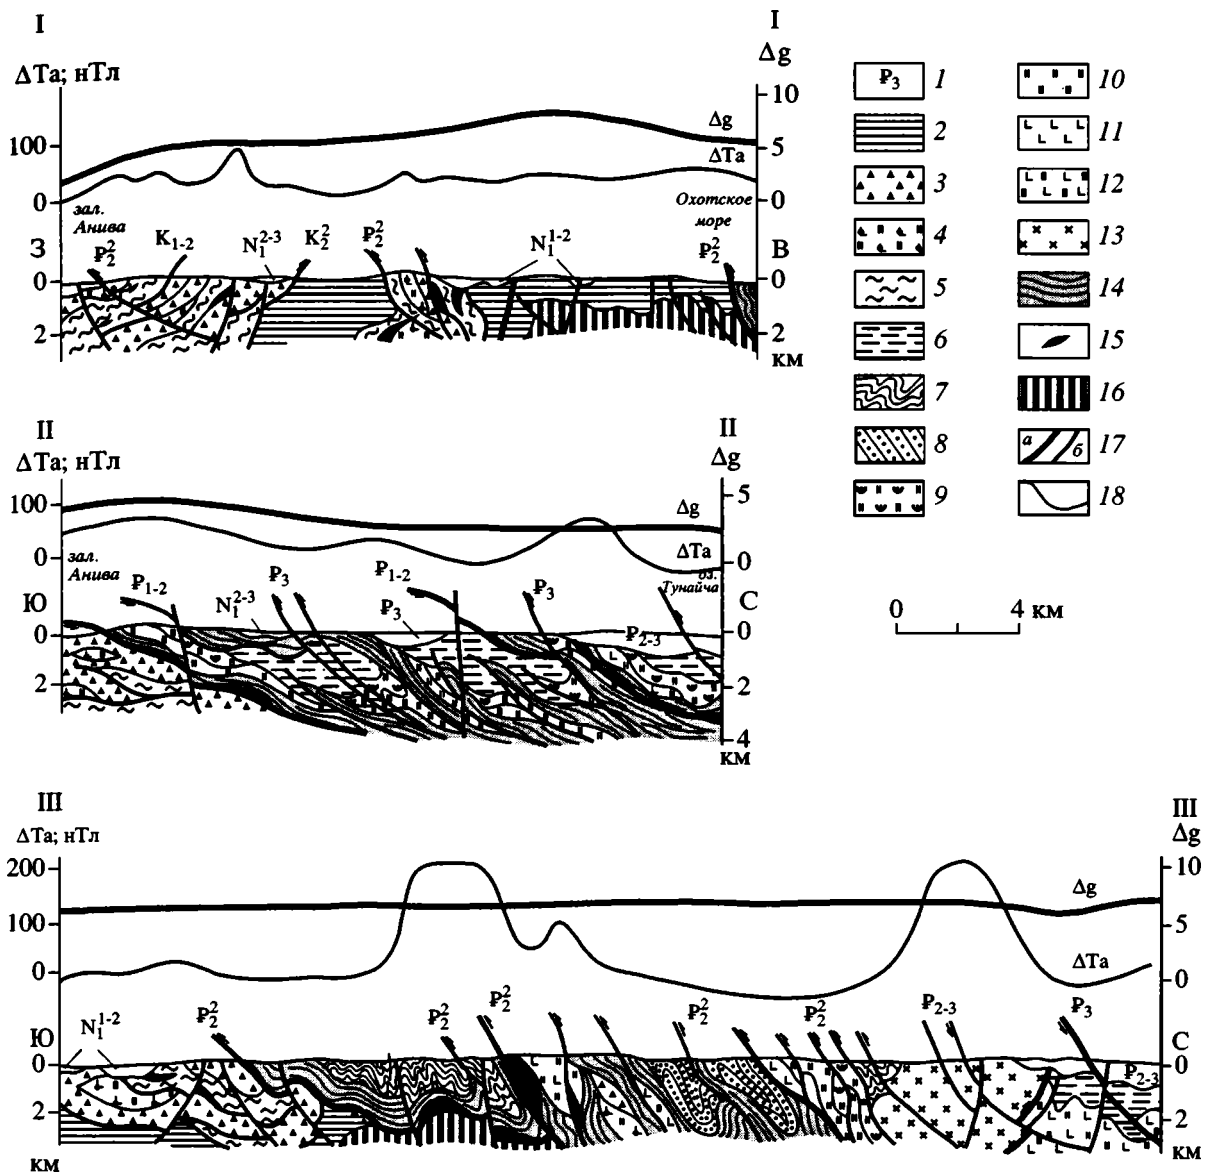 I
I
ΔTa; нТл
Δg
10
100
5
0
0
Δg
ΔTa
зал.
Анива
Охотское
море
З
В
₽₂²
K₁₋₂
N₁²⁻³
K₂²
₽₂²
N₁¹⁻²
₽₂²
0
0
2
2
км
₽₃ 1
2
3
4
5
6
7
8
9
10
11
12
13
14
15
16
а б 17
18
0 4 км
II
II
ΔTa; нТл
Δg
100
5
0
0
Δg
ΔTa
зал.
Анива
оз.
Тунайча
Ю
С
₽₁₋₂
N₁²⁻³
₽₃
₽₁₋₂
₽₃
₽₃
₽₂₋₃
0
0
2
2
4
км
III
III
ΔTa; нТл
Δg
200
10
100
5
0
0
Δg
ΔTa
Ю
С
N₁¹⁻²
₽₂²
₽₂²
₽₂²
₽₂²
₽₂²
₽₂₋₃
₽₃
₽₂₋₃
0
0
2
2
км
км